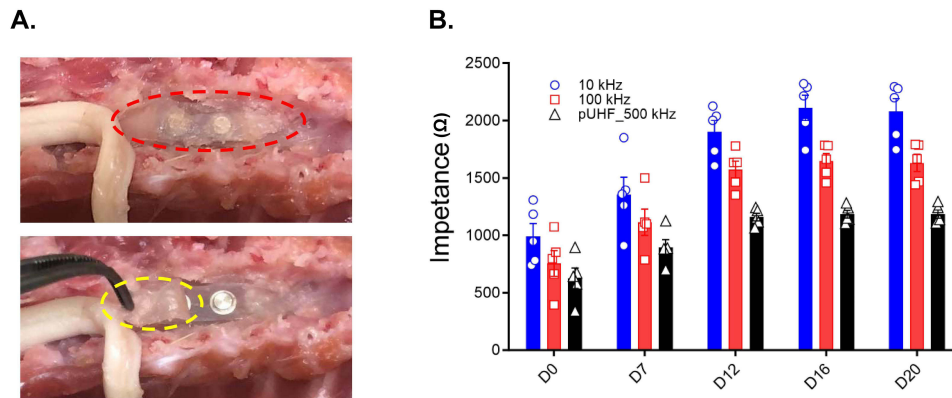 A.
B.
2500
2000
1500
1000
500
0
Impetance (Ω)
10 kHz
100 kHz
pUHF_500 kHz
D0
D7
D12
D16
D20